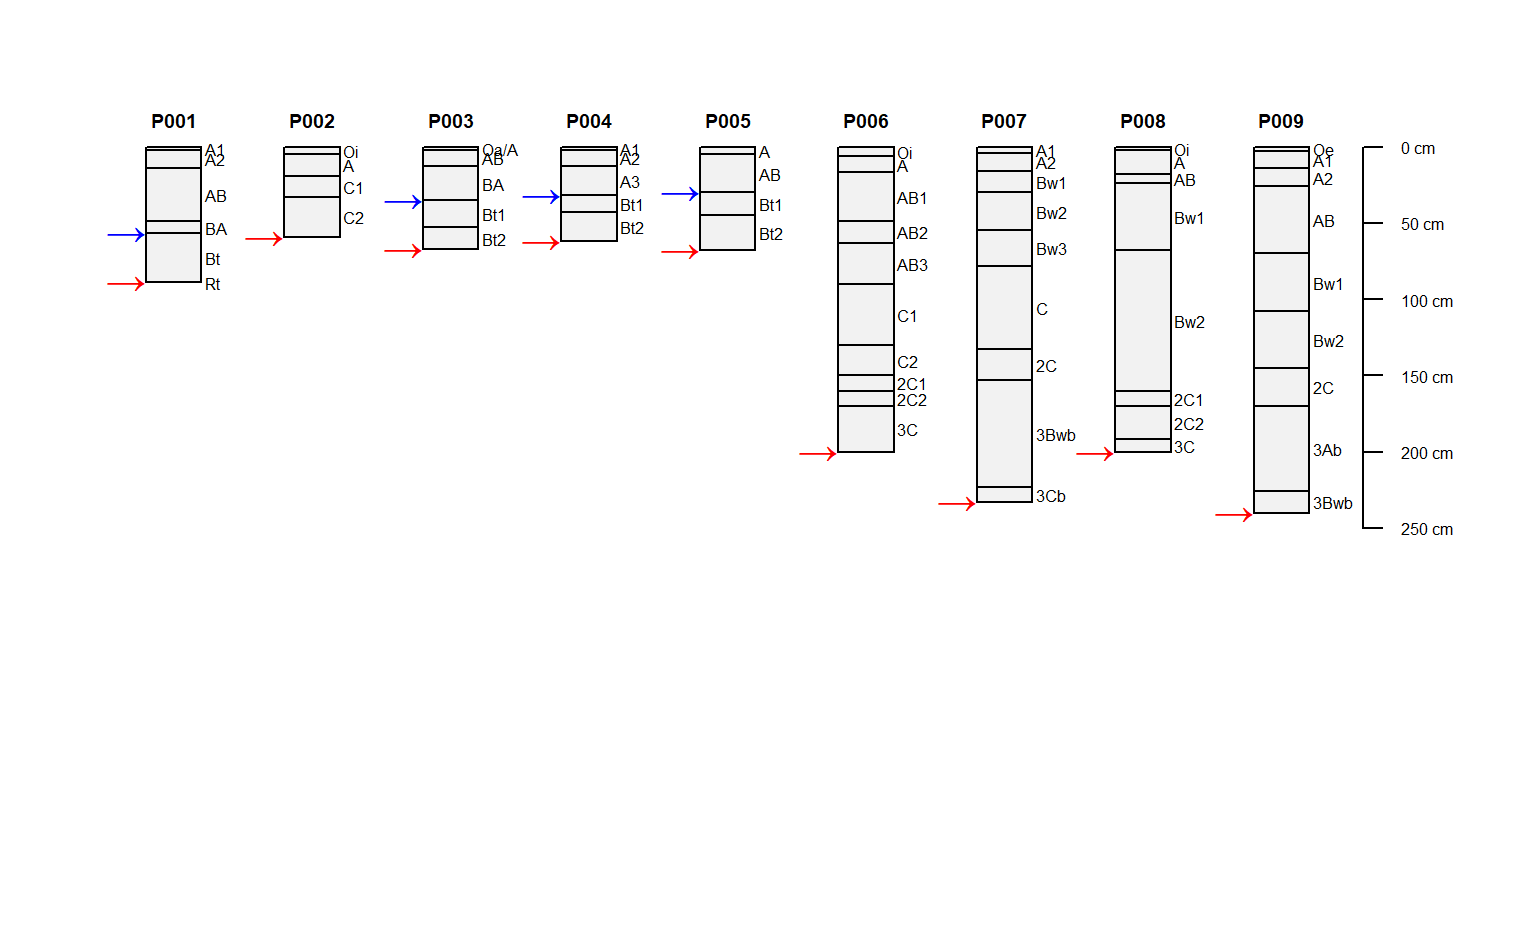 P001 P002 P003 P004 P005 P006 P007 P008 P009
A1
A2
AB
BA
Bt
Rt
Oi
A
C1
C2
Oa/A
AB
BA
Bt1
Bt2
A1
A2
A3
Bt1
Bt2
A
AB
Bt1
Bt2
Oi
A
AB1
AB2
AB3
C1
C2
2C1
2C2
3C
A1
A2
Bw1
Bw2
Bw3
C
2C
3Bwb
3Cb
Oi
A
AB
Bw1
Bw2
2C1
2C2
3C
Oe
A1
A2
AB
Bw1
Bw2
2C
3Ab
3Bwb
0 cm
50 cm
100 cm
150 cm
200 cm
250 cm